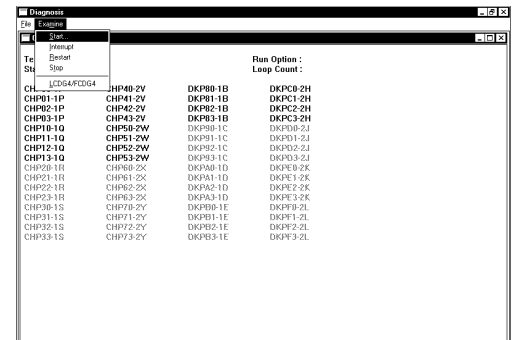 Diagnosis
File Examine
Start...
Interrupt
Restart
Stop
LCDG4/FCDG4
Te Run Option :
Sta Loop Count :
CHP40-2V DKP80-1B DKPC0-2H
CHP01-1P CHP41-2V DKP81-1B DKPC1-2H
CHP02-1P CHP42-2V DKP82-1B DKPC2-2H
CHP03-1P CHP43-2V DKP83-1B DKPC3-2H
CHP10-1Q CHP50-2W DKP90-1C DKPD0-2J
CHP11-1Q CHP51-2W DKP91-1C DKPD1-2J
CHP12-1Q CHP52-2W DKP92-1C DKPD2-2J
CHP13-1Q CHP53-2W DKP93-1C DKPD3-2J
CHP20-1R CHP60-2X DKPA0-1D DKPE0-2K
CHP21-1R CHP61-2X DKPA1-1D DKPE1-2K
CHP22-1R CHP62-2X DKPA2-1D DKPE2-2K
CHP23-1R CHP63-2X DKPA3-1D DKPE3-2K
CHP30-1S CHP70-2Y DKPB0-1E DKPF0-2L
CHP31-1S CHP71-2Y DKPB1-1E DKPF1-2L
CHP32-1S CHP72-2Y DKPB2-1E DKPF2-2L
CHP33-1S CHP73-2Y DKPB3-1E DKPF3-2L